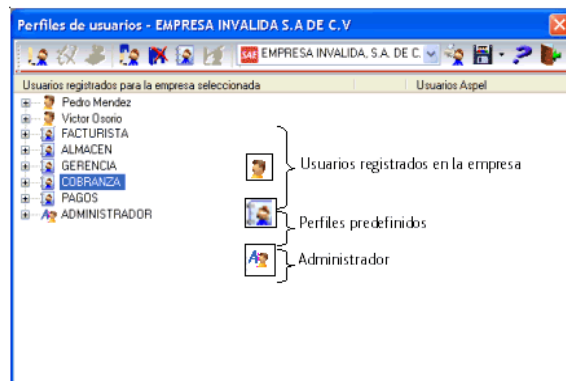 Perfiles de usuarios - EMPRESA INVALIDA S.A DE C.V
SAE EMPRESA INVALIDA, S.A. DE C.
Usuarios registrados para la empresa seleccionada Usuarios Aspel
Pedro Mendez
Victor Osorio
FACTURISTA
ALMACEN
GERENCIA
COBRANZA
PAGOS
ADMINISTRADOR
Usuarios registrados en la empresa
Perfiles predefinidos
Administrador